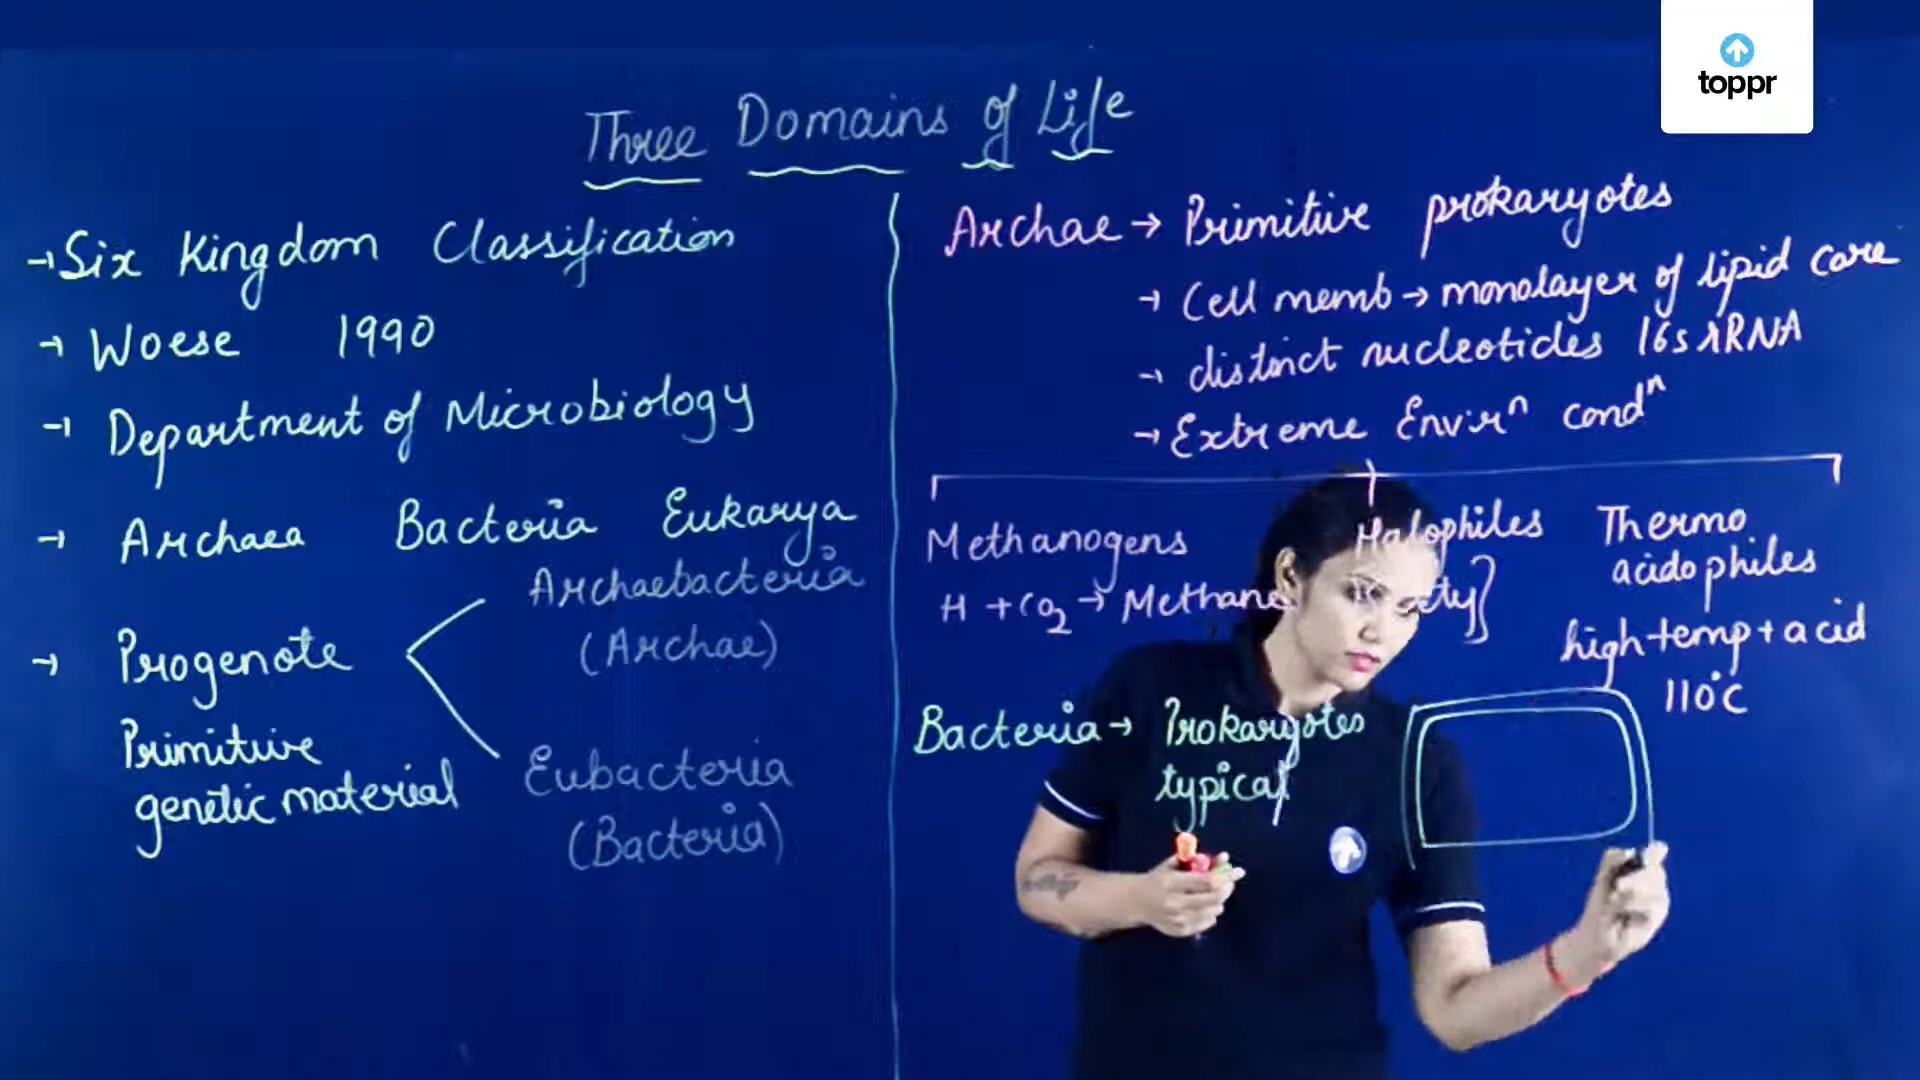 toppr
Three Domains of Life
→ Six Kingdom Classification
→ Woese 1990
→ Department of Microbiology
→ Archaea Bacteria Eukarya
→ Progenote
Primitive
genetic material
Archaebacteria
(Archae)
Eubacteria
(Bacteria)
Archae → Primitive prokaryotes
→ Cell memb → monolayer of lipid core
→ distinct nucleotides 16s rRNA
→ Extreme Envirⁿ condⁿ
Methanogens
H + CO₂ → Methane
Halophiles
Thermo
acidophiles
high temp + acid
110°C
Bacteria → Prokaryotes
typical